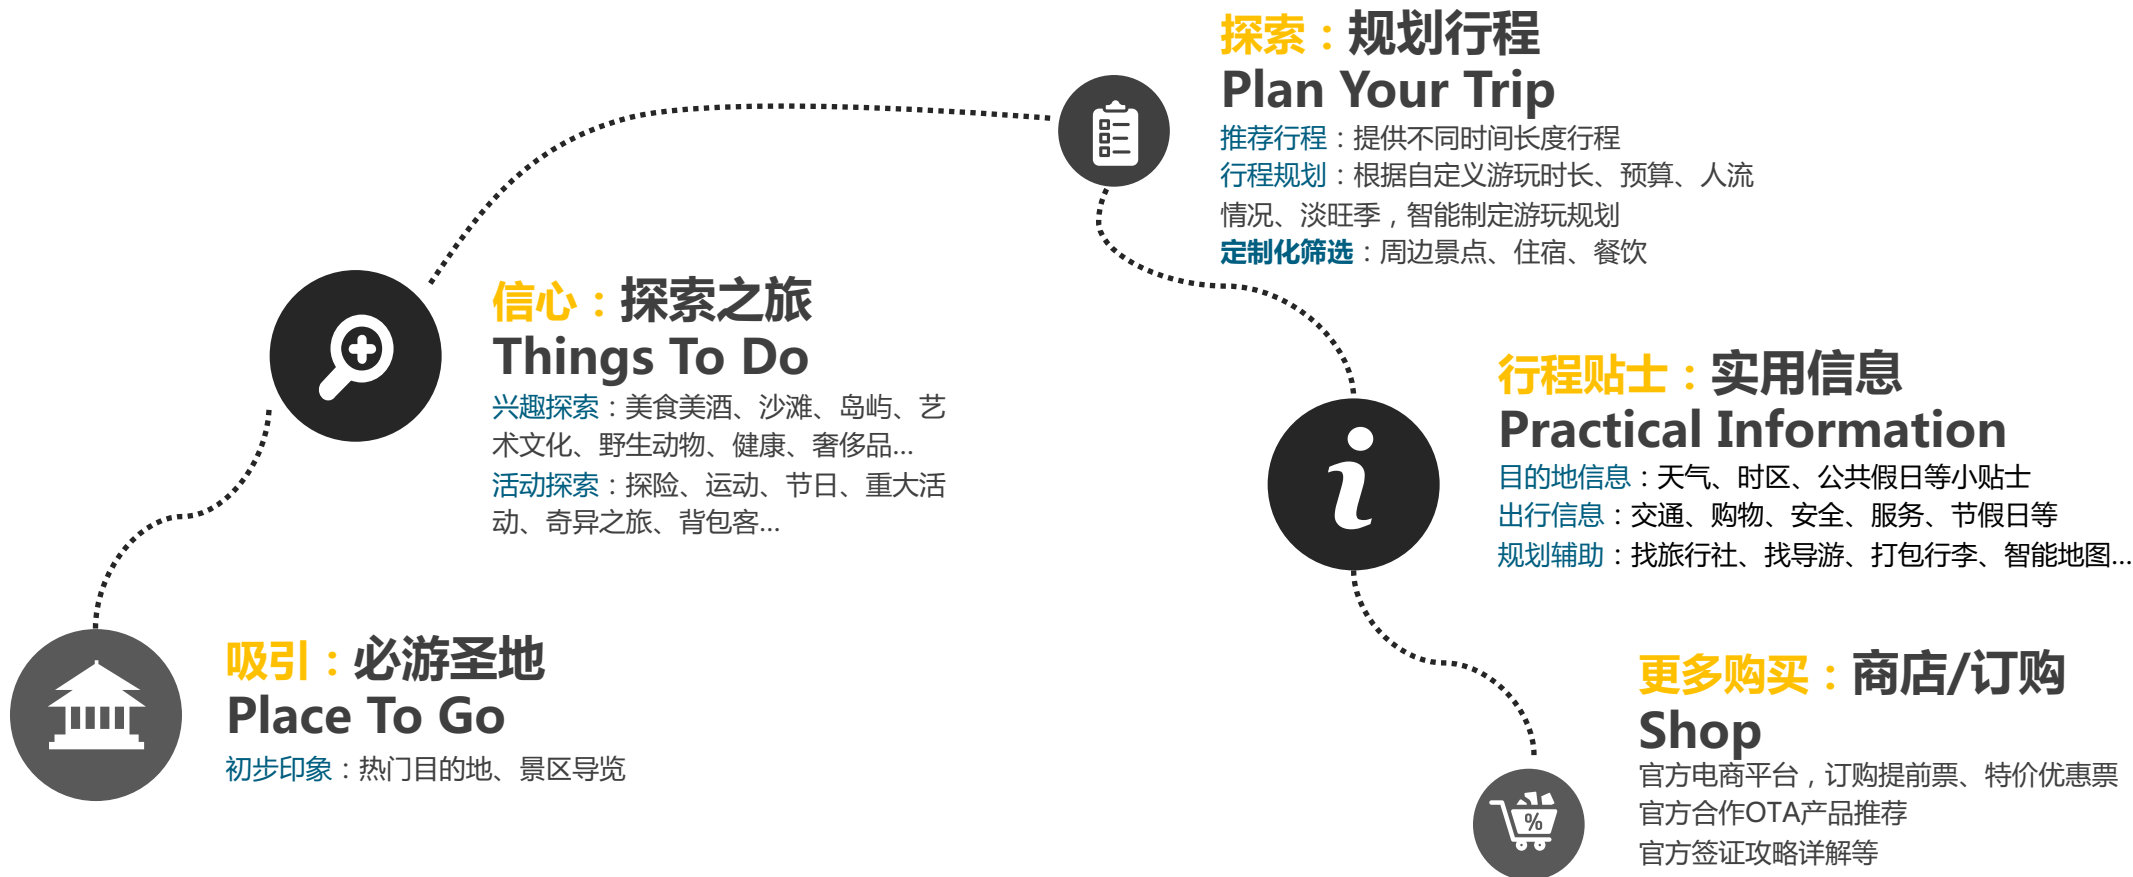 探索：规划行程
Plan Your Trip
推荐行程：提供不同时间长度行程
行程规划：根据自定义游玩时长、预算、人流
情况、淡旺季，智能制定游玩规划
定制化筛选：周边景点、住宿、餐饮
信心：探索之旅
Things To Do
兴趣探索：美食美酒、沙滩、岛屿、艺
术文化、野生动物、健康、奢侈品...
活动探索：探险、运动、节日、重大活
动、奇异之旅、背包客...
行程贴士：实用信息
Practical Information
目的地信息：天气、时区、公共假日等小贴士
出行信息：交通、购物、安全、服务、节假日等
规划辅助：找旅行社、找导游、打包行李、智能地图...
吸引：必游圣地
Place To Go
初步印象：热门目的地、景区导览
更多购买：商店/订购
Shop
官方电商平台，订购提前票、特价优惠票
官方合作OTA产品推荐
官方签证攻略详解等
%